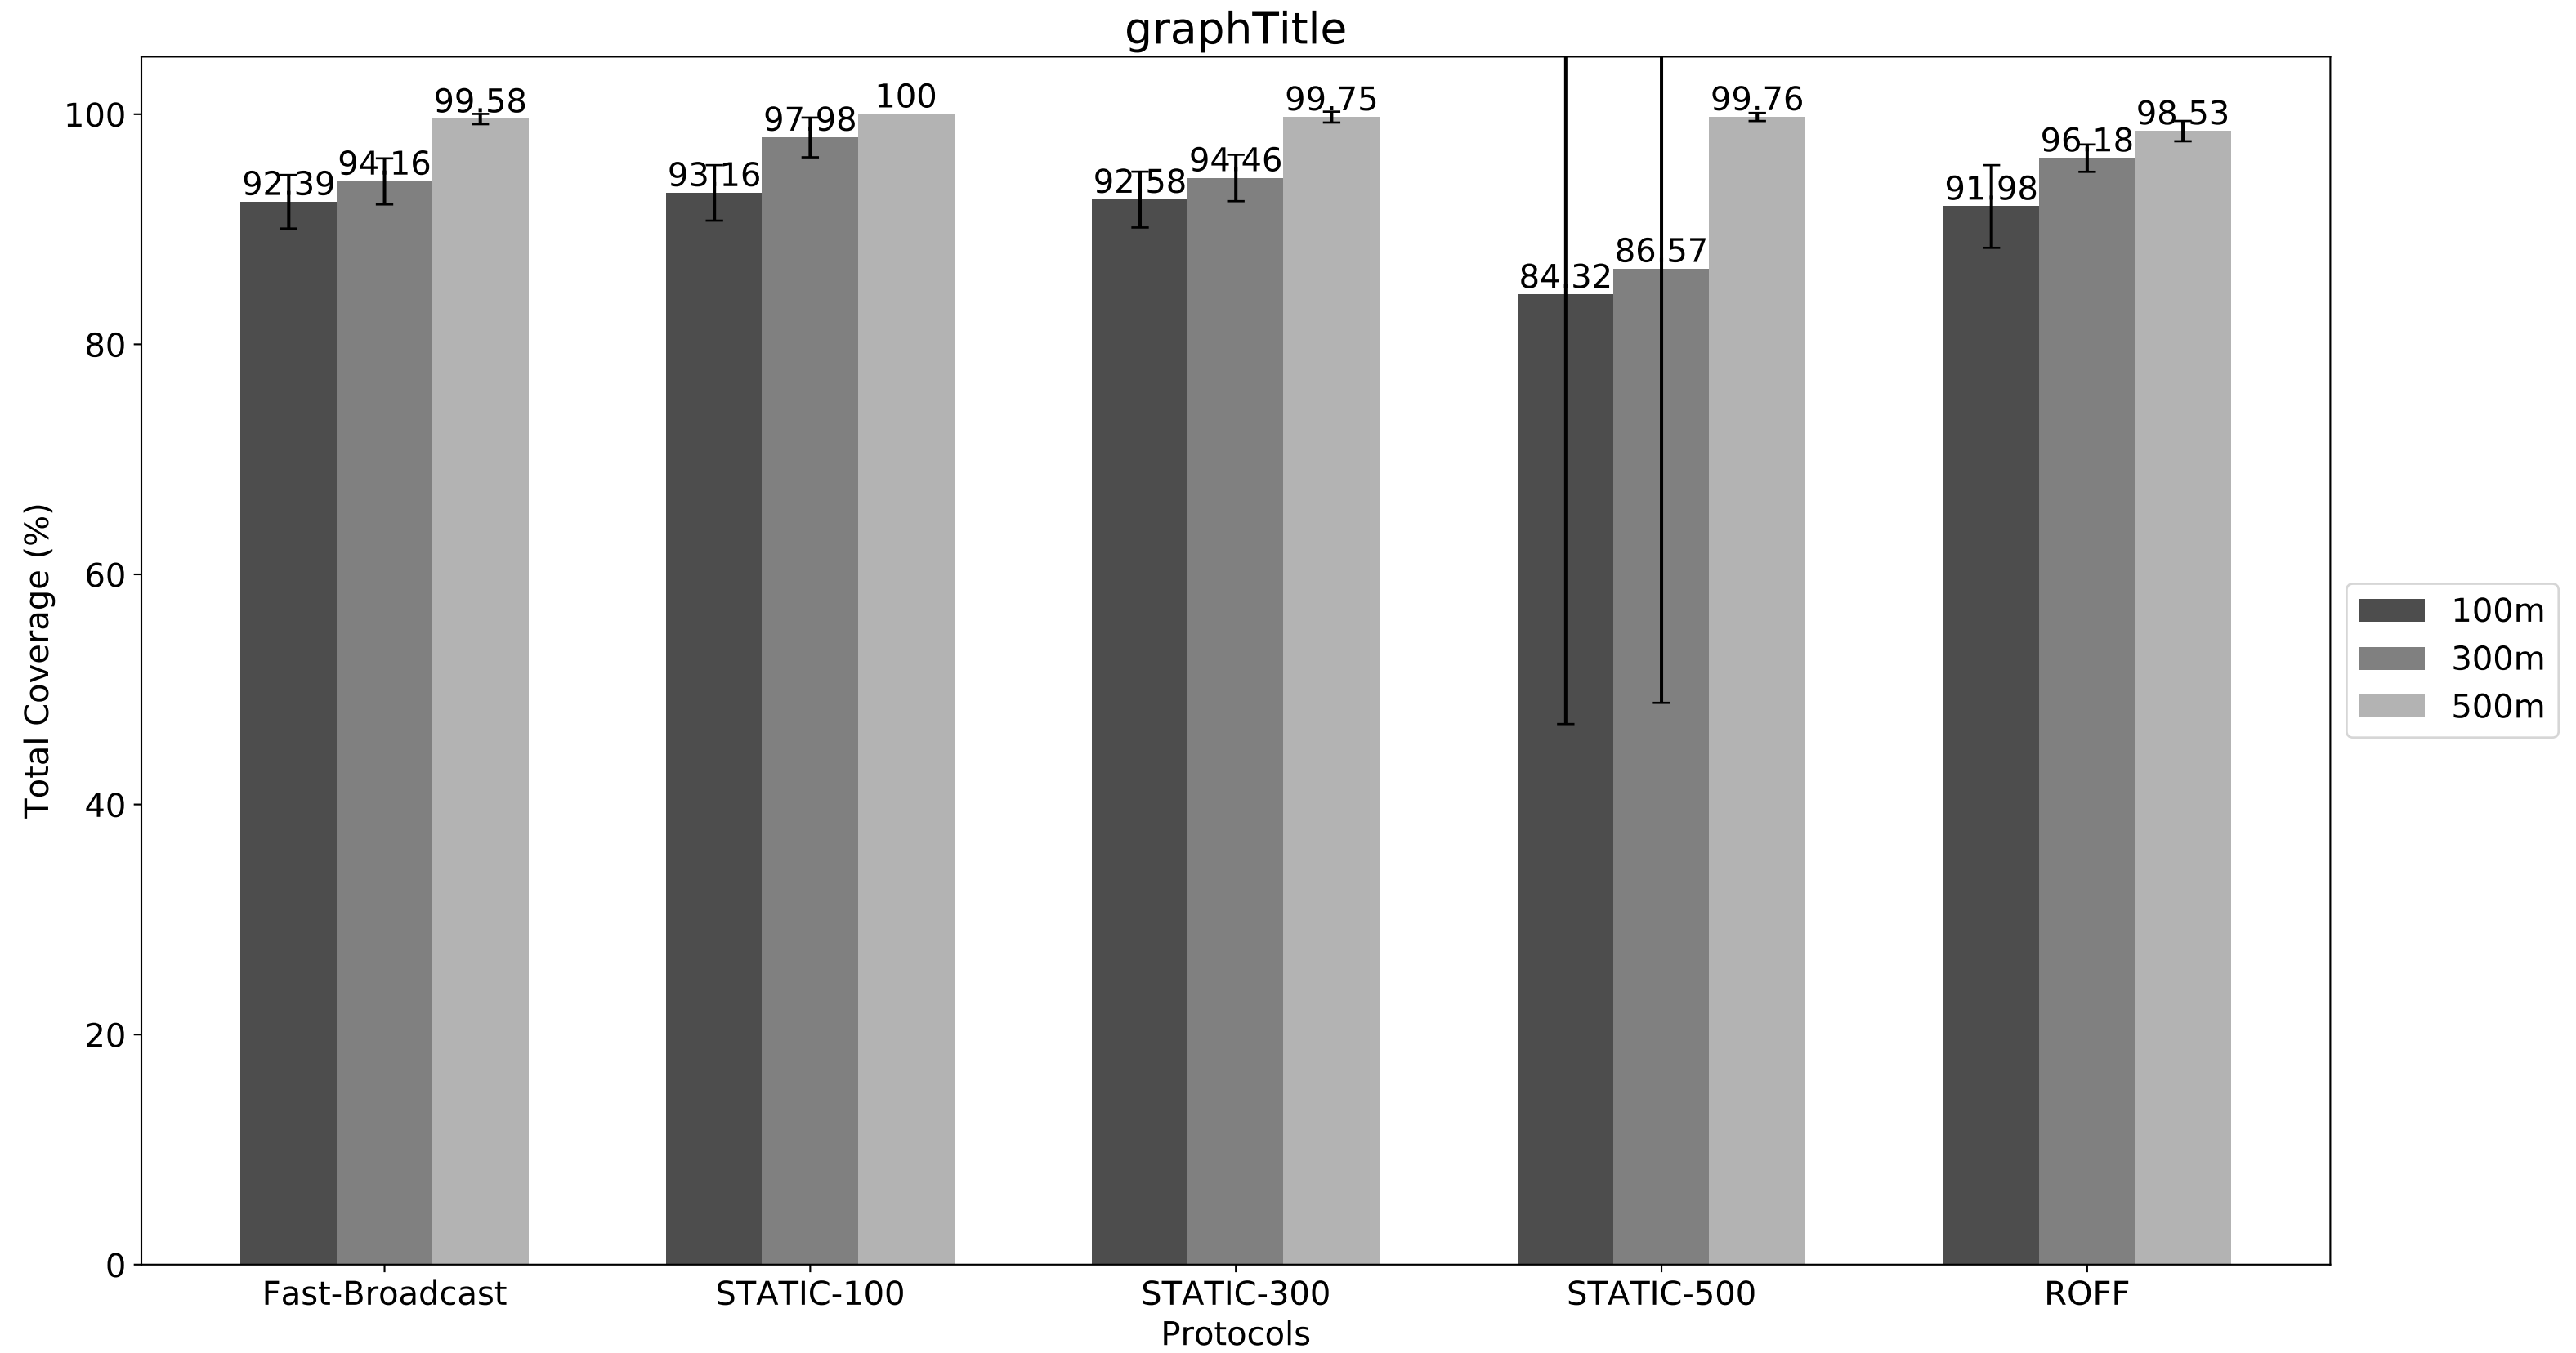 graphTitle
Total Coverage (%)
100
80
60
40
20
0
92.39
94.16
99.58
93.16
97.98
100
92.58
94.46
99.75
84.32
86.57
99.76
91.98
96.18
98.53
Fast-Broadcast
STATIC-100
STATIC-300
STATIC-500
ROFF
Protocols
100m
300m
500m